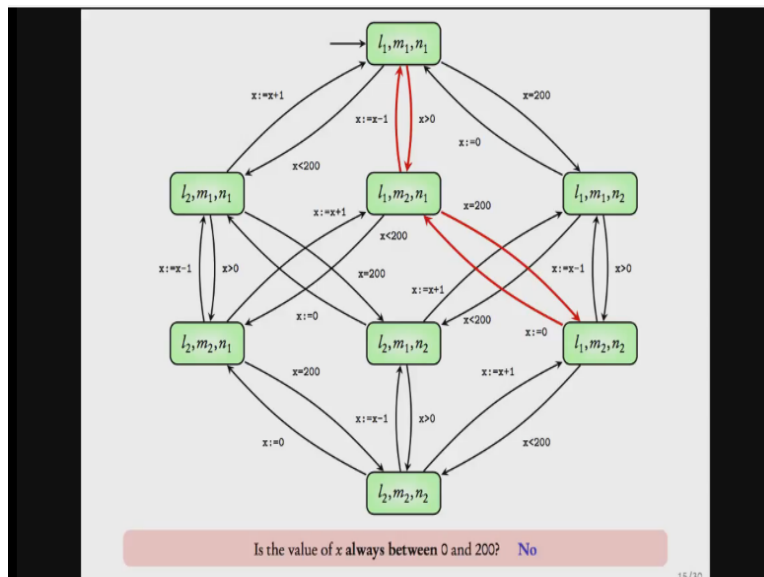 l₁,m₁,n₁
x:=x+1
x=200
x:=x-1
x>0
x:=0
x<200
l₂,m₁,n₁
l₁,m₂,n₁
l₁,m₁,n₂
x:=x+1
x=200
x<200
x:=x-1
x>0
x=200
x:=x-1
x>0
x:=x+1
x:=0
x<200
x:=0
l₂,m₂,n₁
l₂,m₁,n₂
l₁,m₂,n₂
x=200
x:=x+1
x:=x-1
x>0
x:=0
x<200
l₂,m₂,n₂
Is the value of x always between 0 and 200? No